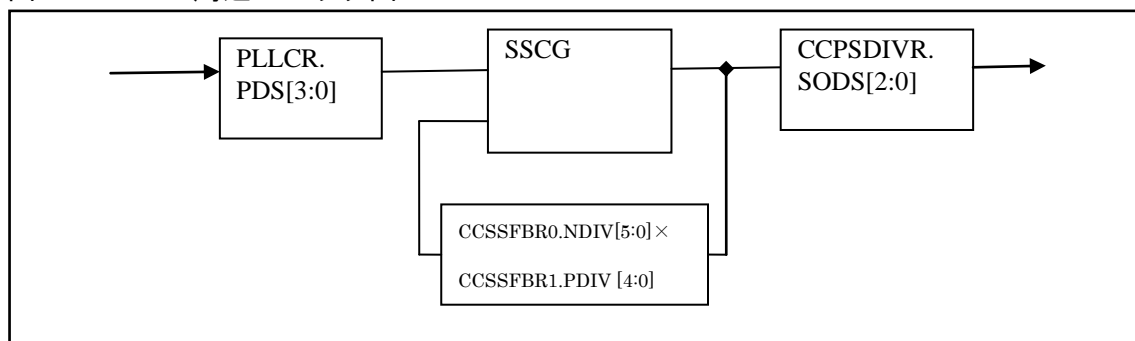 PLLCR.
PDS[3:0]
SSCG
CCPSDIVR.
SODS[2:0]
CCSSFBR0.NDIV[5:0]×
CCSSFBR1.PDIV [4:0]